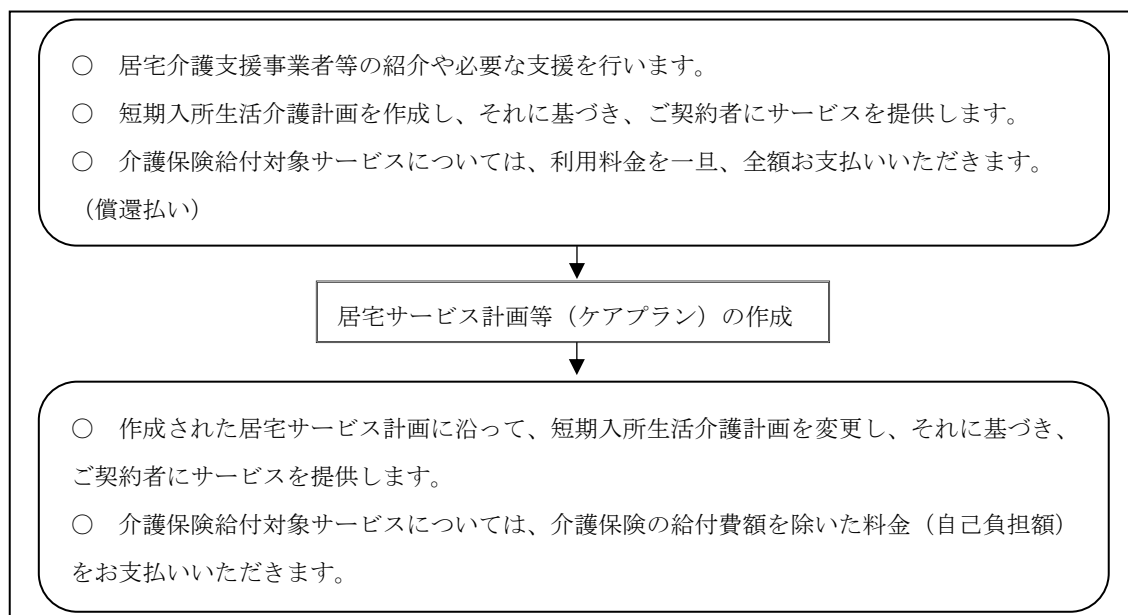 ○　居宅介護支援事業者等の紹介や必要な支援を行います。
○　短期入所生活介護計画を作成し、それに基づき、ご契約者にサービスを提供します。
○　介護保険給付対象サービスについては、利用料金を一旦、全額お支払いいただきます。
（償還払い）
居宅サービス計画等（ケアプラン）の作成
○　作成された居宅サービス計画に沿って、短期入所生活介護計画を変更し、それに基づき、
ご契約者にサービスを提供します。
○　介護保険給付対象サービスについては、介護保険の給付費額を除いた料金（自己負担額）
をお支払いいただきます。